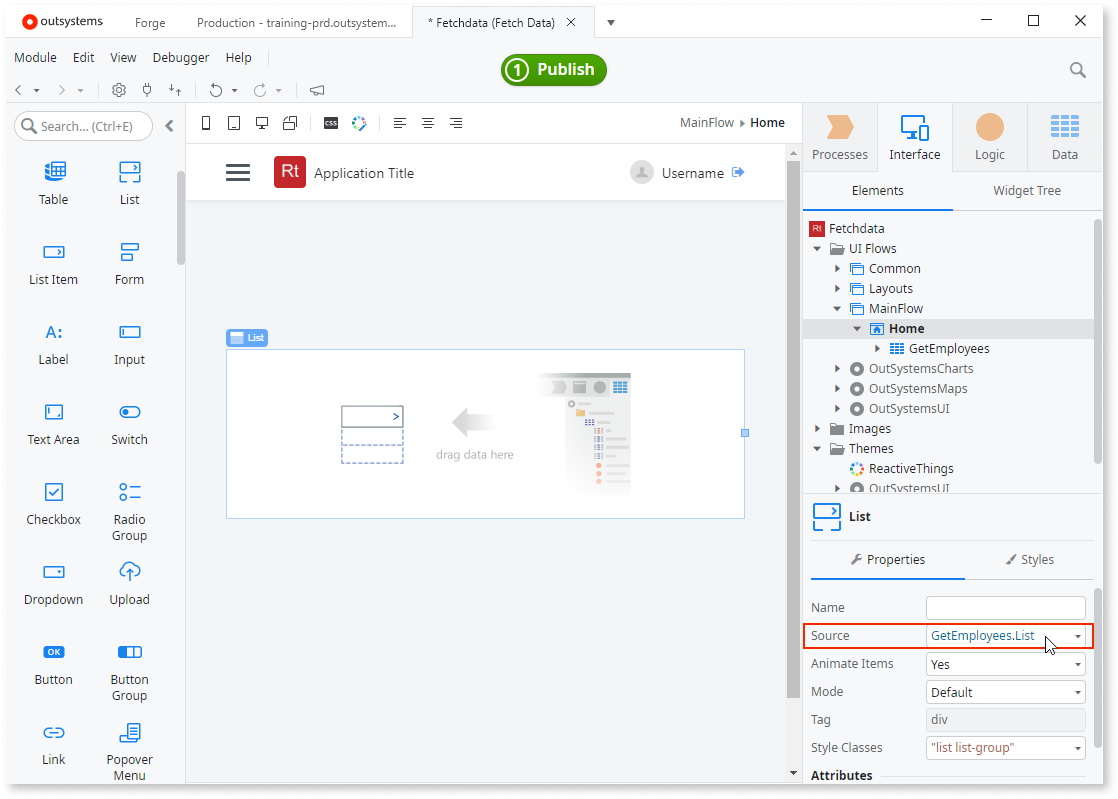 outsystems
Forge
Production - training-prd.outsystem...
* Fetchdata (Fetch Data)
Module Edit View Debugger Help
1 Publish
Search... (Ctrl+E)
css
MainFlow Home
Processes Interface Logic Data
Table List
Rt Application Title
Username
Elements Widget Tree
List Item Form
Label Input
A:
Text Area Switch
Checkbox Radio
Group
Dropdown Upload
OK
Button Button
Group
Link Popover
Menu
List
drag data here
Rt Fetchdata
UI Flows
Common
Layouts
MainFlow
Home
GetEmployees
OutSystemsCharts
OutSystemsMaps
OutSystemsUI
Images
Themes
ReactiveThings
OutSystemsUI
List
Properties Styles
Name
Source GetEmployees.List
Animate Items Yes
Mode Default
Tag div
Style Classes "list list-group"
Attributes